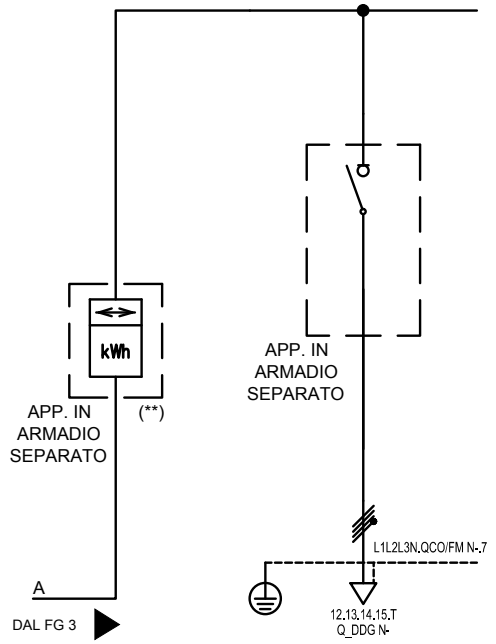 kWh
APP. IN
ARMADIO
SEPARATO
(**)
APP. IN
ARMADIO
SEPARATO
L1L2L3N.QCO/FM N-.7
A
DAL FG 3
12.13.14.15.T
Q_DDG N-